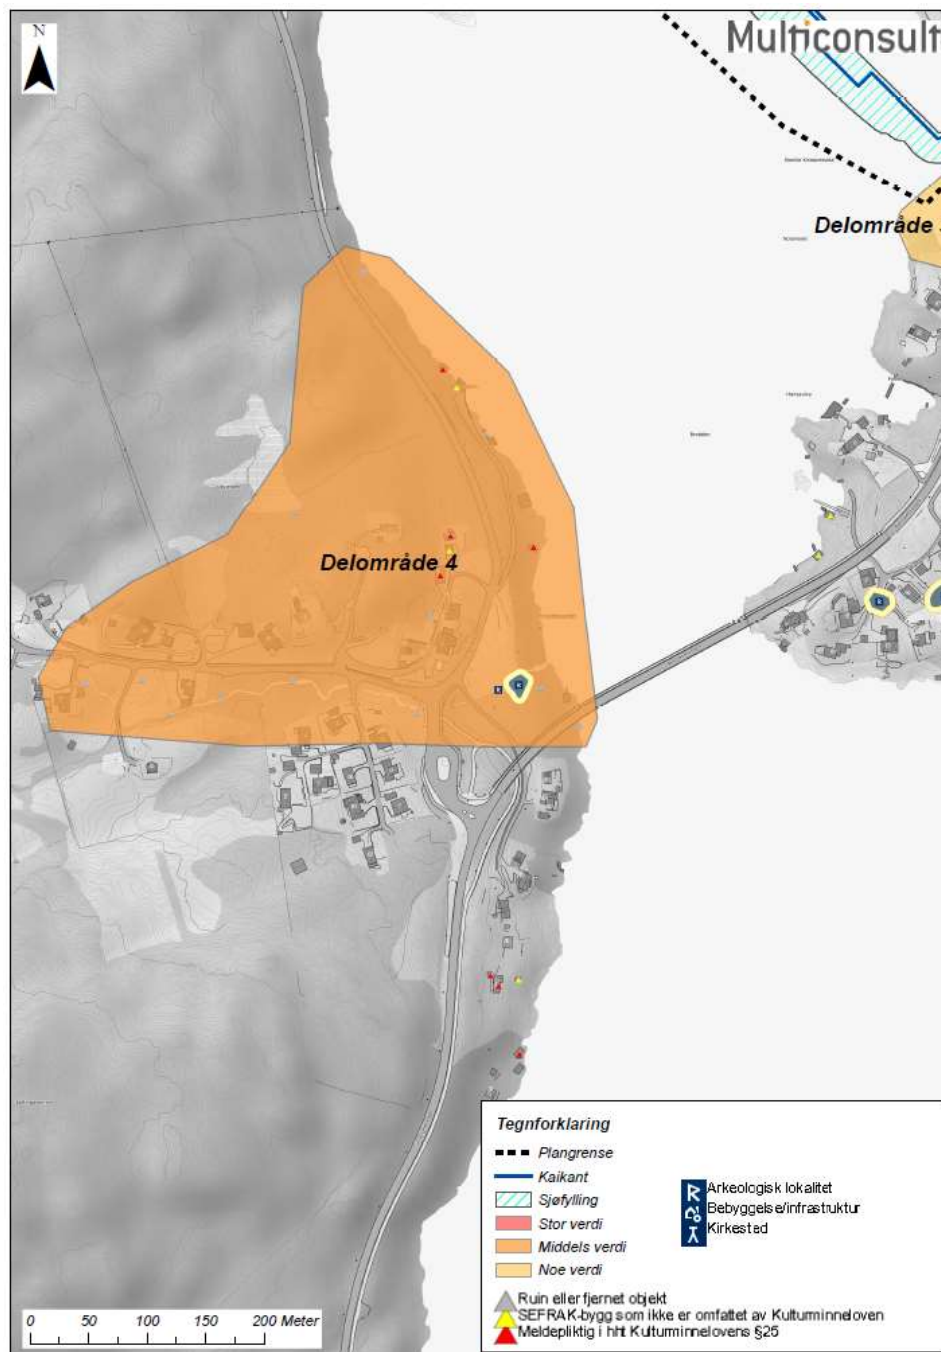 N
Multiconsult
Delområde
Delområde 4
Tegnforklaring
Plangrense
Kaikant
Sjøfylling
Stor verdi
Middels verdi
Noe verdi
R Arkeologisk lokalitet
Bebyggelse/infrastruktur
Kirkested
Ruin eller fjernet objekt
SEFRAK-bygg som ikke er omfattet av Kulturminneloven
Meldepliktig i hht Kulturminnelovens §25
0 50 100 150 200 Meter